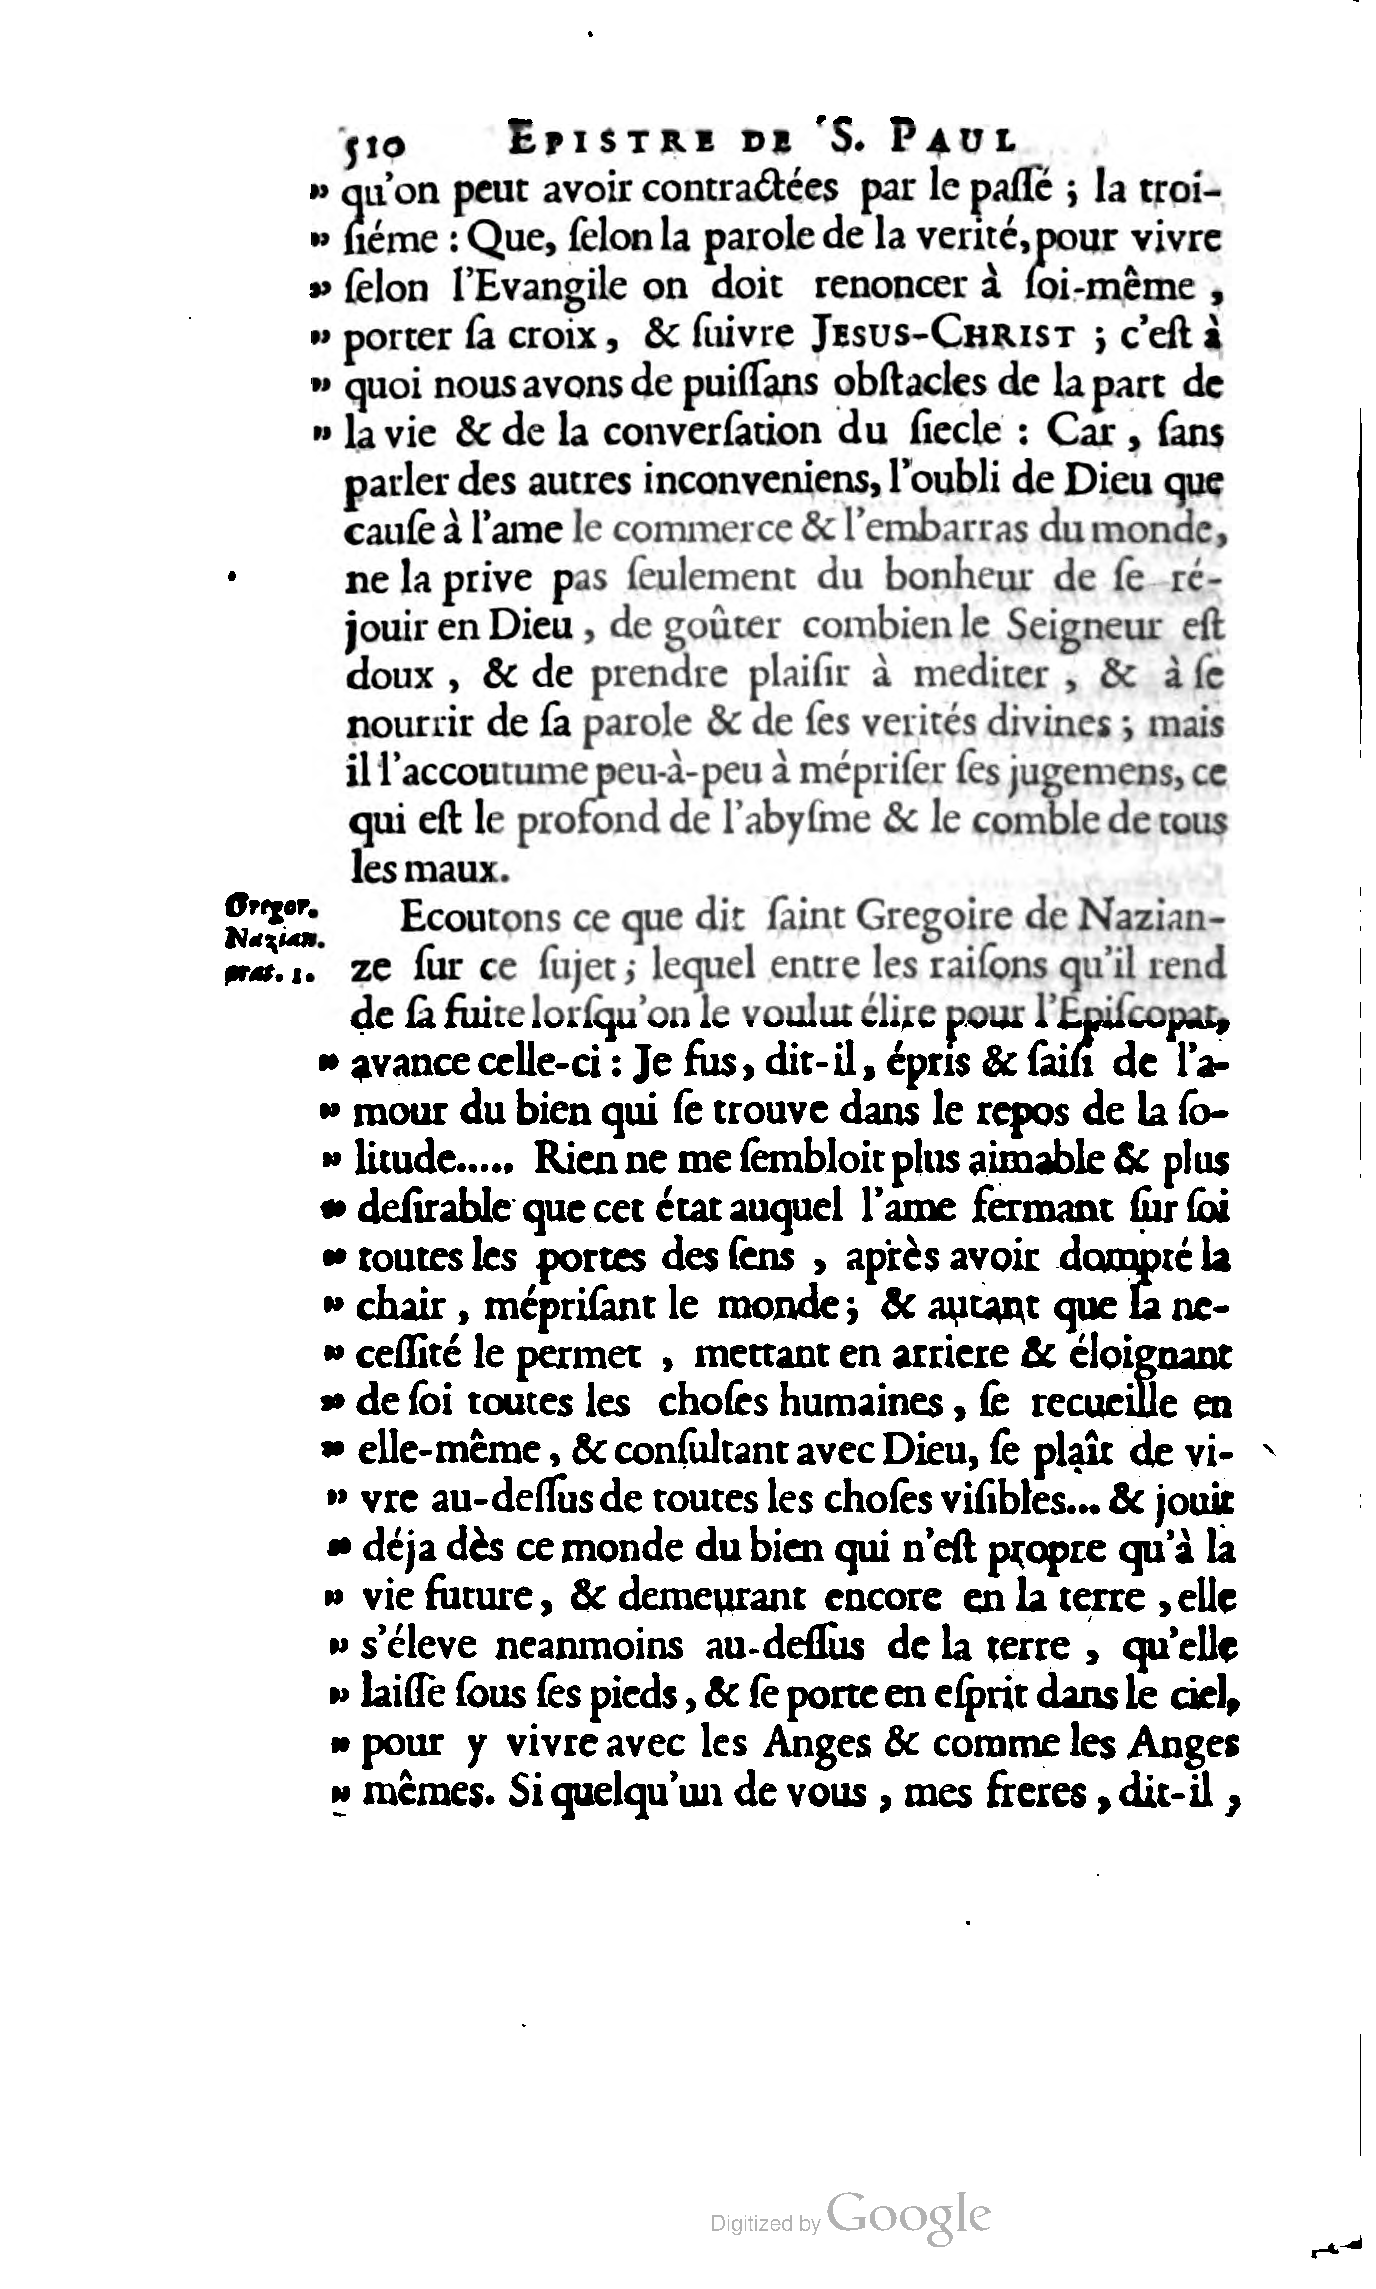 510 EPISTRE DE S. PAUL
" qu'on peut avoir contractées par le paſſé ; la troi-
" ſiéme : Que, ſelon la parole de la verité, pour vivre
" ſelon l'Evangile on doit renoncer à ſoi-même ,
" porter ſa croix, & ſuivre JESUS-CHRIST ; c'eſt à
" quoi nous avons de puiſſans obſtacles de la part de
" la vie & de la converſation du ſiecle : Car , ſans
parler des autres inconveniens, l'oubli de Dieu que
cauſe à l'ame le commerce & l'embarras du monde,
ne la prive pas ſeulement du bonheur de ſe ré-
jouir en Dieu , de goûter combien le Seigneur eſt
doux , & de prendre plaiſir à mediter , & à ſe
nourrir de ſa parole & de ſes verités divines ; mais
il l'accoutume peu-à-peu à mépriſer ſes jugemens, ce
qui eſt le profond de l'abyſme & le comble de tous
les maux.
Gregor.
Nazian.
orat. 1.
Ecoutons ce que dit ſaint Gregoire de Nazian-
ze ſur ce ſujet ; lequel entre les raiſons qu'il rend
de ſa fuite lorſqu'on le voulut élire pour l'Epiſcopat,
" avance celle-ci : Je fus, dit-il, épris & ſaiſi de l'a-
" mour du bien qui ſe trouve dans le repos de la ſo-
" litude..... Rien ne me ſembloit plus aimable & plus
" deſirable que cet état auquel l'ame fermant ſur ſoi
" toutes les portes des ſens , après avoir dompté la
" chair , mépriſant le monde ; & autant que la ne-
" ceſſité le permet , mettant en arriere & éloignant
" de ſoi toutes les choſes humaines , ſe recueille en
" elle-même , & conſultant avec Dieu, ſe plaît de vi-
" vre au-deſſus de toutes les choſes viſibles... & jouit
" déja dès ce monde du bien qui n'eſt propre qu'à la
" vie future, & demeurant encore en la terre , elle
" s'éleve neanmoins au-deſſus de la terre , qu'elle
" laiſſe ſous ſes pieds , & ſe porte en eſprit dans le ciel,
" pour y vivre avec les Anges & comme les Anges
" mêmes. Si quelqu'un de vous , mes freres , dit-il ,
Digitized by Google